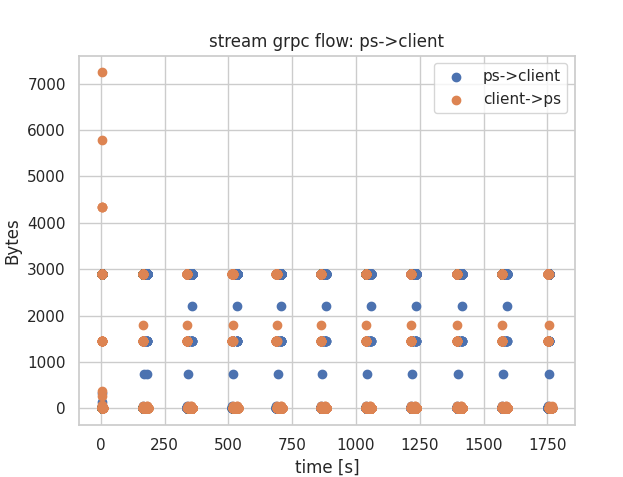 stream grpc flow: ps->client
ps->client
client->ps
Bytes
7000
6000
5000
4000
3000
2000
1000
0
0 250 500 750 1000 1250 1500 1750
time [s]